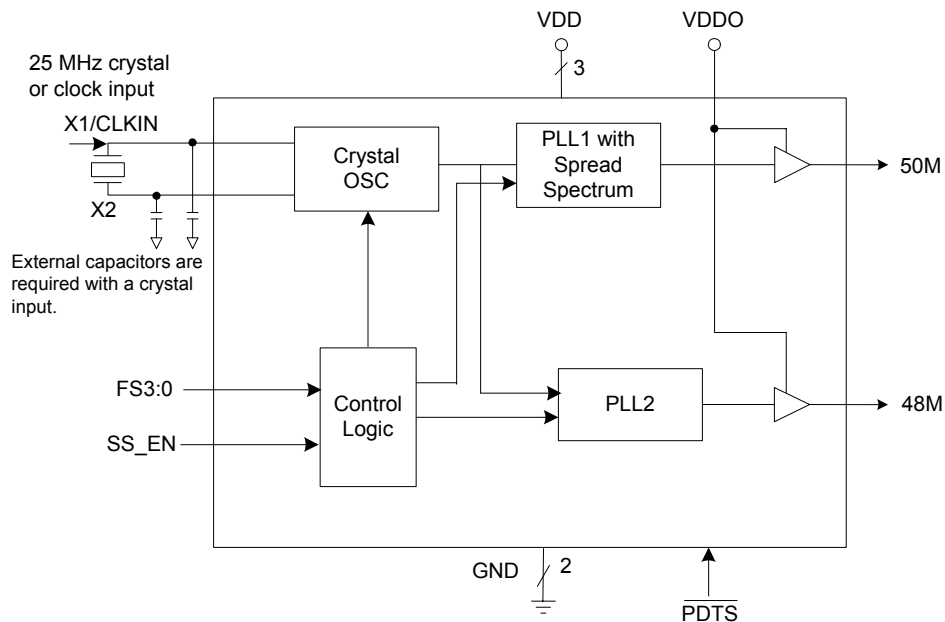 VDD
VDDO
3
25 MHz crystal
or clock input
X1/CLKIN
X2
External capacitors are
required with a crystal
input.
Crystal
OSC
PLL1 with
Spread
Spectrum
50M
FS3:0
SS_EN
Control
Logic
PLL2
48M
GND
2
PDTS